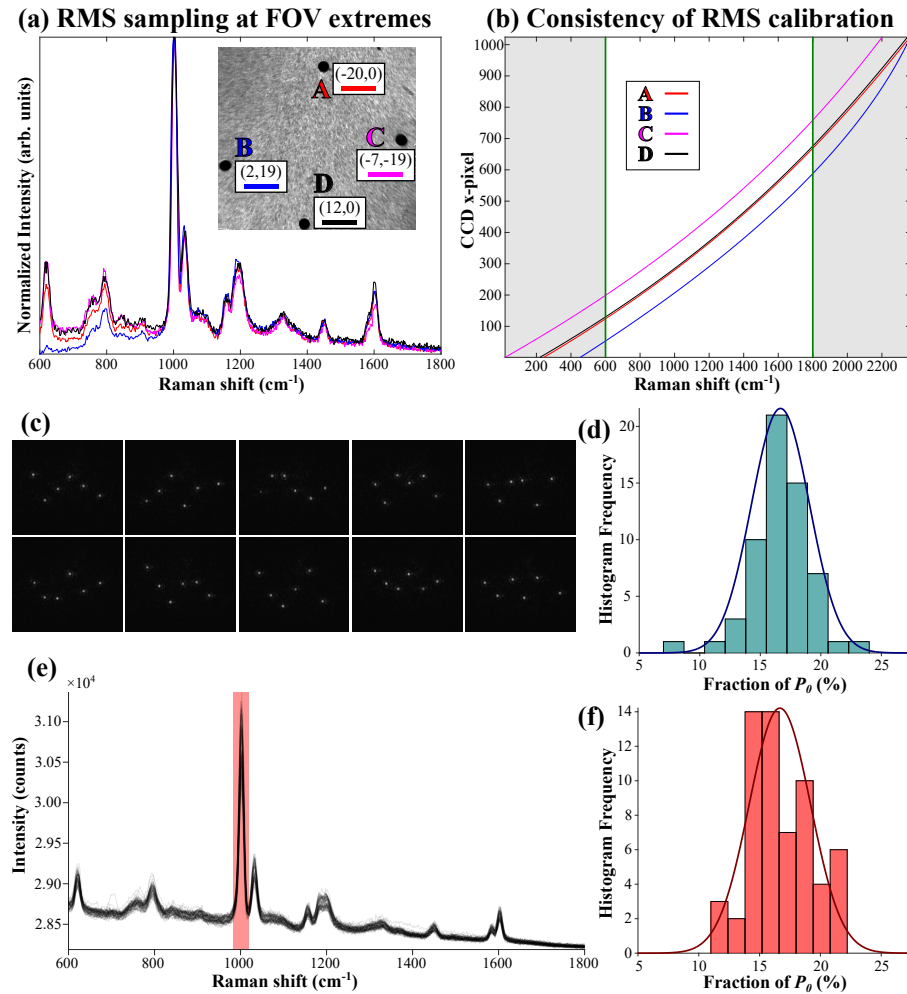 (a) RMS sampling at FOV extremes
Normalized Intensity (arb. units)
A
(-20,0)
B
(2,19)
C
(-7,-19)
D
(12,0)
600 800 1000 1200 1400 1600 1800
Raman shift (cm⁻¹)
(b) Consistency of RMS calibration
CCD x-pixel
1000
900
800
700
600
500
400
300
200
100
A
B
C
D
200 400 600 800 1000 1200 1400 1600 1800 2000 2200
Raman shift (cm⁻¹)
(c)
(d)
Histogram Frequency
20
15
10
5
0
5 10 15 20 25
Fraction of P₀ (%)
(e)
×10⁴
Intensity (counts)
3.10
3.05
3.00
2.95
2.90
2.85
600 800 1000 1200 1400 1600 1800
Raman shift (cm⁻¹)
(f)
Histogram Frequency
14
12
10
8
6
4
2
0
5 10 15 20 25
Fraction of P₀ (%)